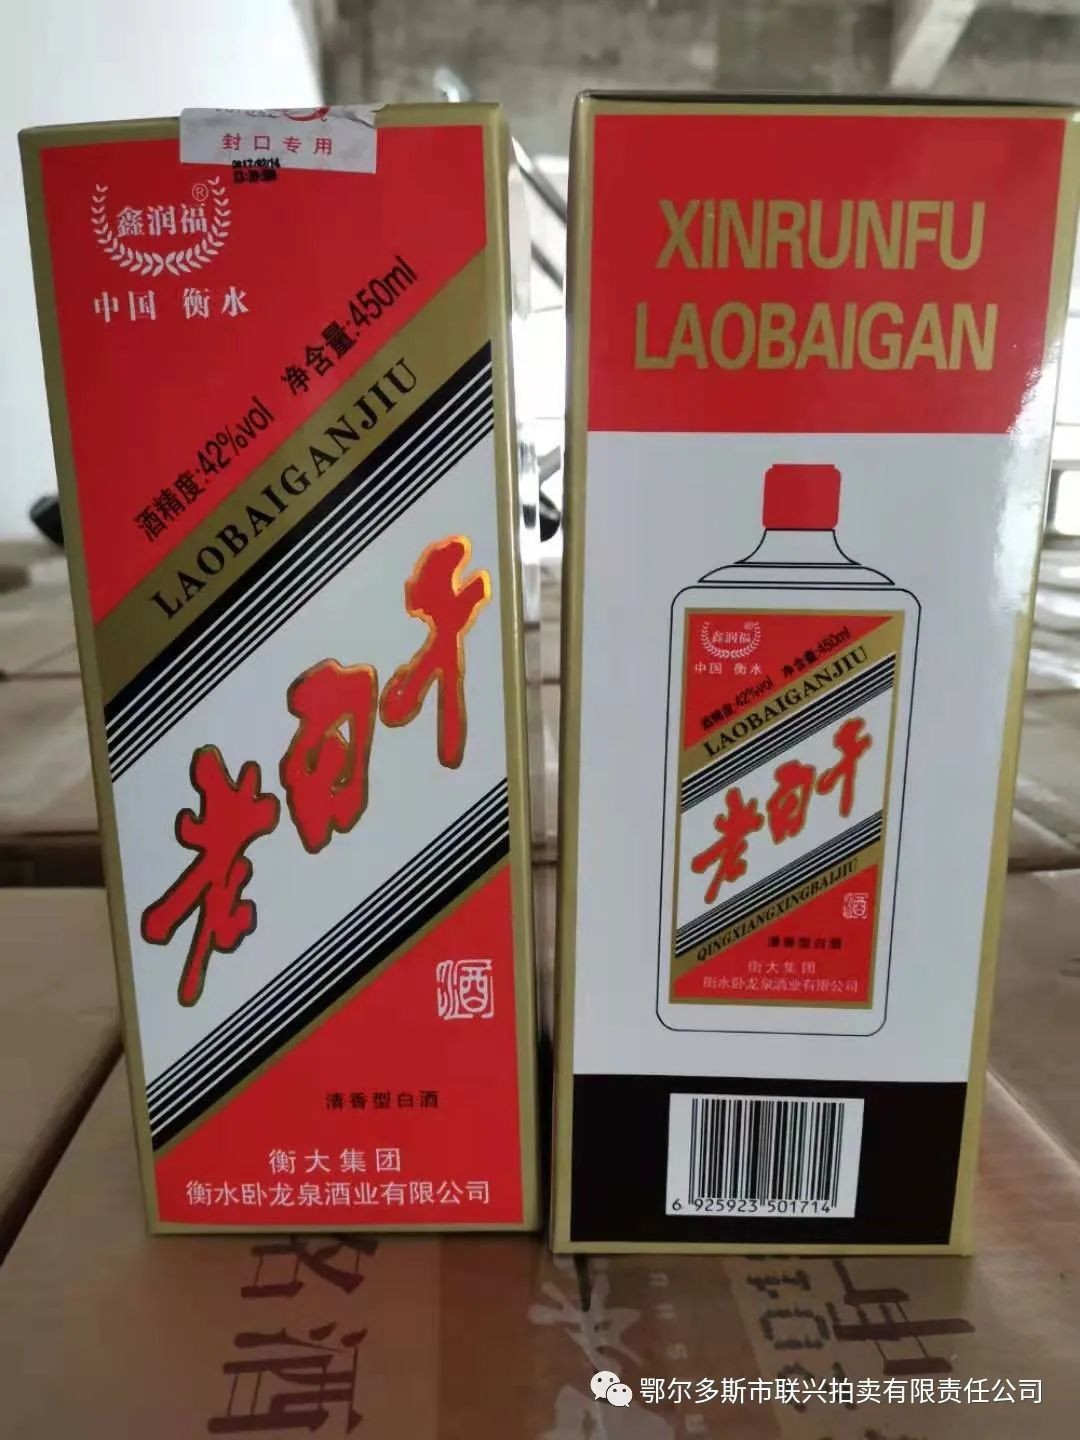 封口专用
鑫润福®
中国 衡水
酒精度:42%vol 净含量:450ml
LAOBAIGANJIU
老白干
酒
清香型白酒
衡大集团
衡水卧龙泉酒业有限公司
XINRUNFU
LAOBAIGAN
鑫润福®
中国 衡水
酒精度:42%vol 净含量:450ml
LAOBAIGANJIU
老白干
QINGXIANGXINGBAIJIU
酒
清香型白酒
衡大集团
衡水卧龙泉酒业有限公司
6 925923 501714
名酒
鄂尔多斯市联兴拍卖有限责任公司